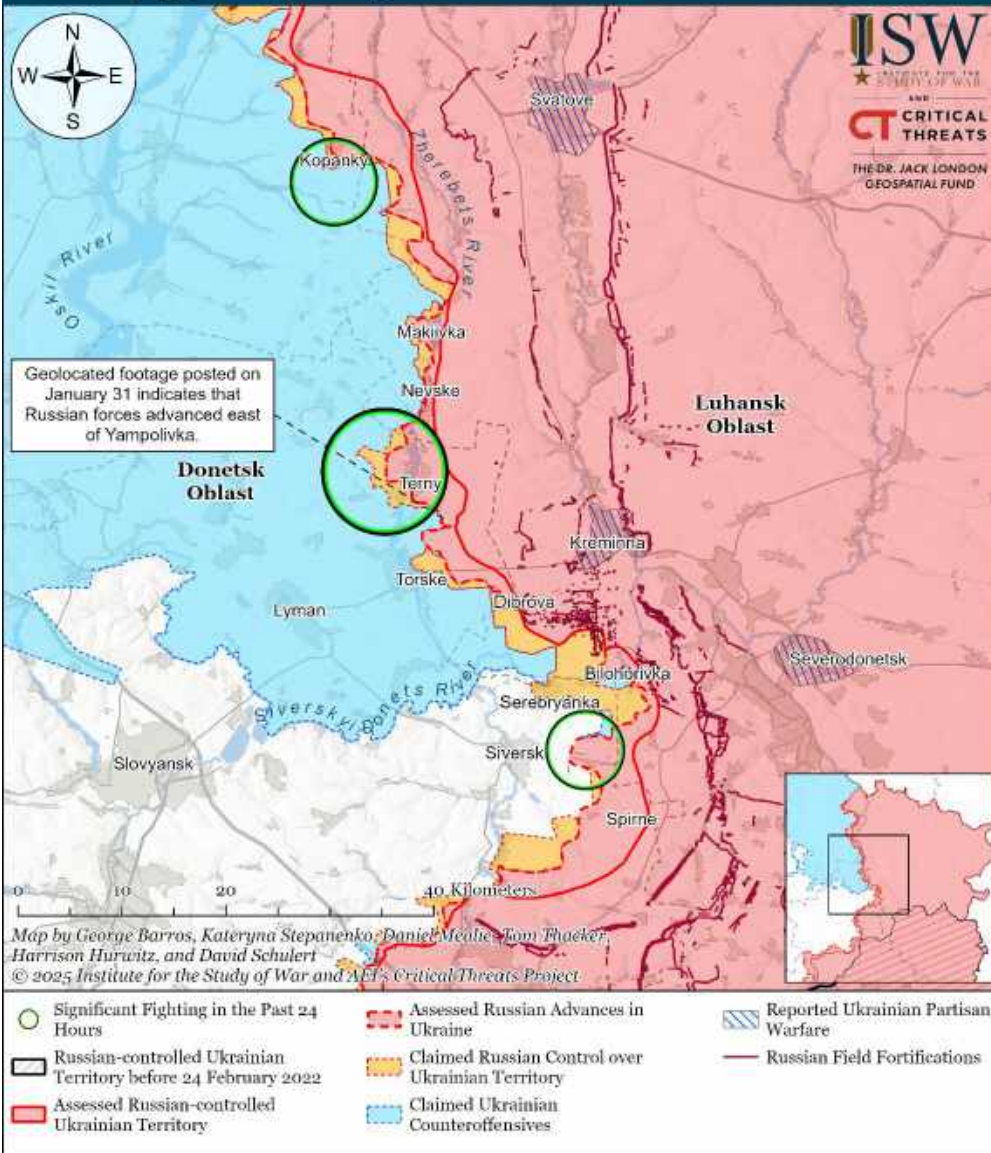 N
W E
S
ISW
INSTITUTE FOR THE
STUDY OF WAR
AND
CT CRITICAL
THREATS
THE DR. JACK LONDON
GEOSPATIAL FUND
Svatove
Kopanky
Zherebets River
Oskil River
Makiivka
Geolocated footage posted on
January 31 indicates that
Russian forces advanced east
of Yampolivka.
Nevske
Luhansk
Oblast
Donetsk
Oblast
Terny
Kreminna
Torske
Dibrova
Lyman
Severodonetsk
Bilohorivka
Siverskyi Donets River
Serebryanka
Siversk
Slovyansk
Spirne
0 10 20 40 Kilometers
Map by George Barros, Kateryna Stepanenko, Daniel Mealie, Tom Thacker,
Harrison Hurwitz, and David Schulert
© 2025 Institute for the Study of War and AEI's Critical Threats Project
Significant Fighting in the Past 24
Hours
Russian-controlled Ukrainian
Territory before 24 February 2022
Assessed Russian-controlled
Ukrainian Territory
Assessed Russian Advances in
Ukraine
Claimed Russian Control over
Ukrainian Territory
Claimed Ukrainian
Counteroffensives
Reported Ukrainian Partisan
Warfare
Russian Field Fortifications